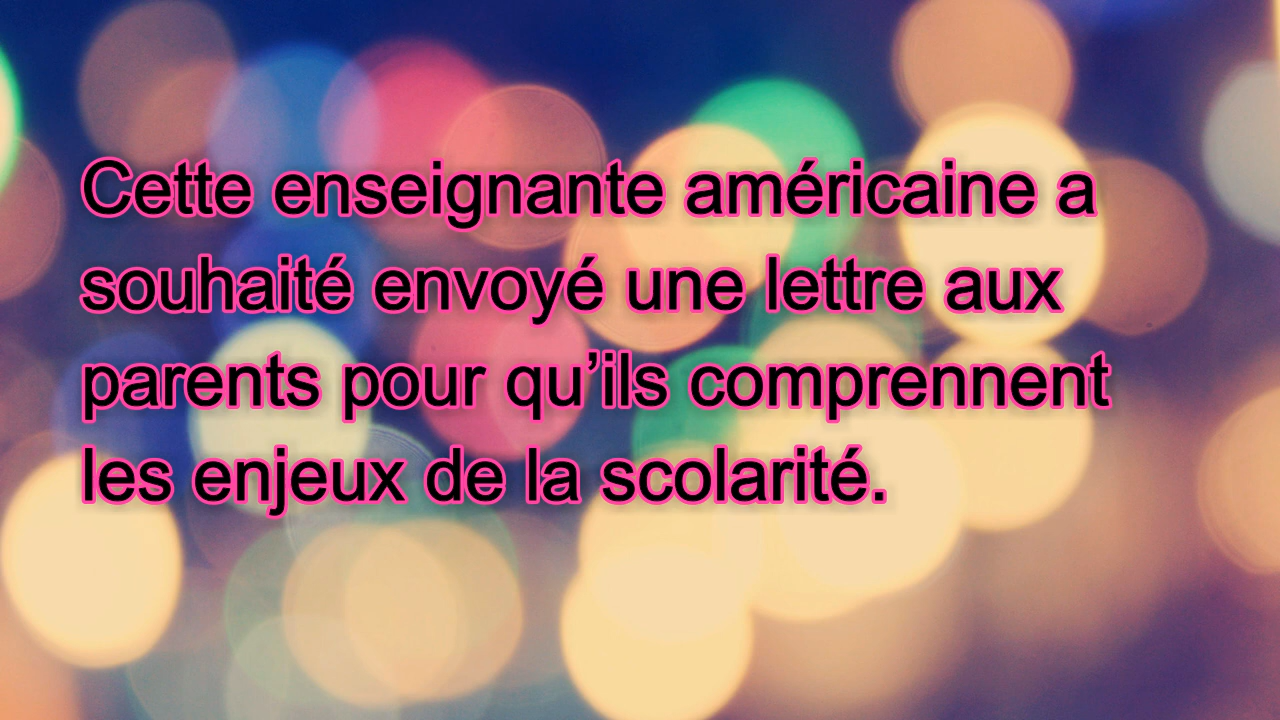 Cette enseignante américaine a
souhaité envoyé une lettre aux
parents pour qu’ils comprennent
les enjeux de la scolarité.